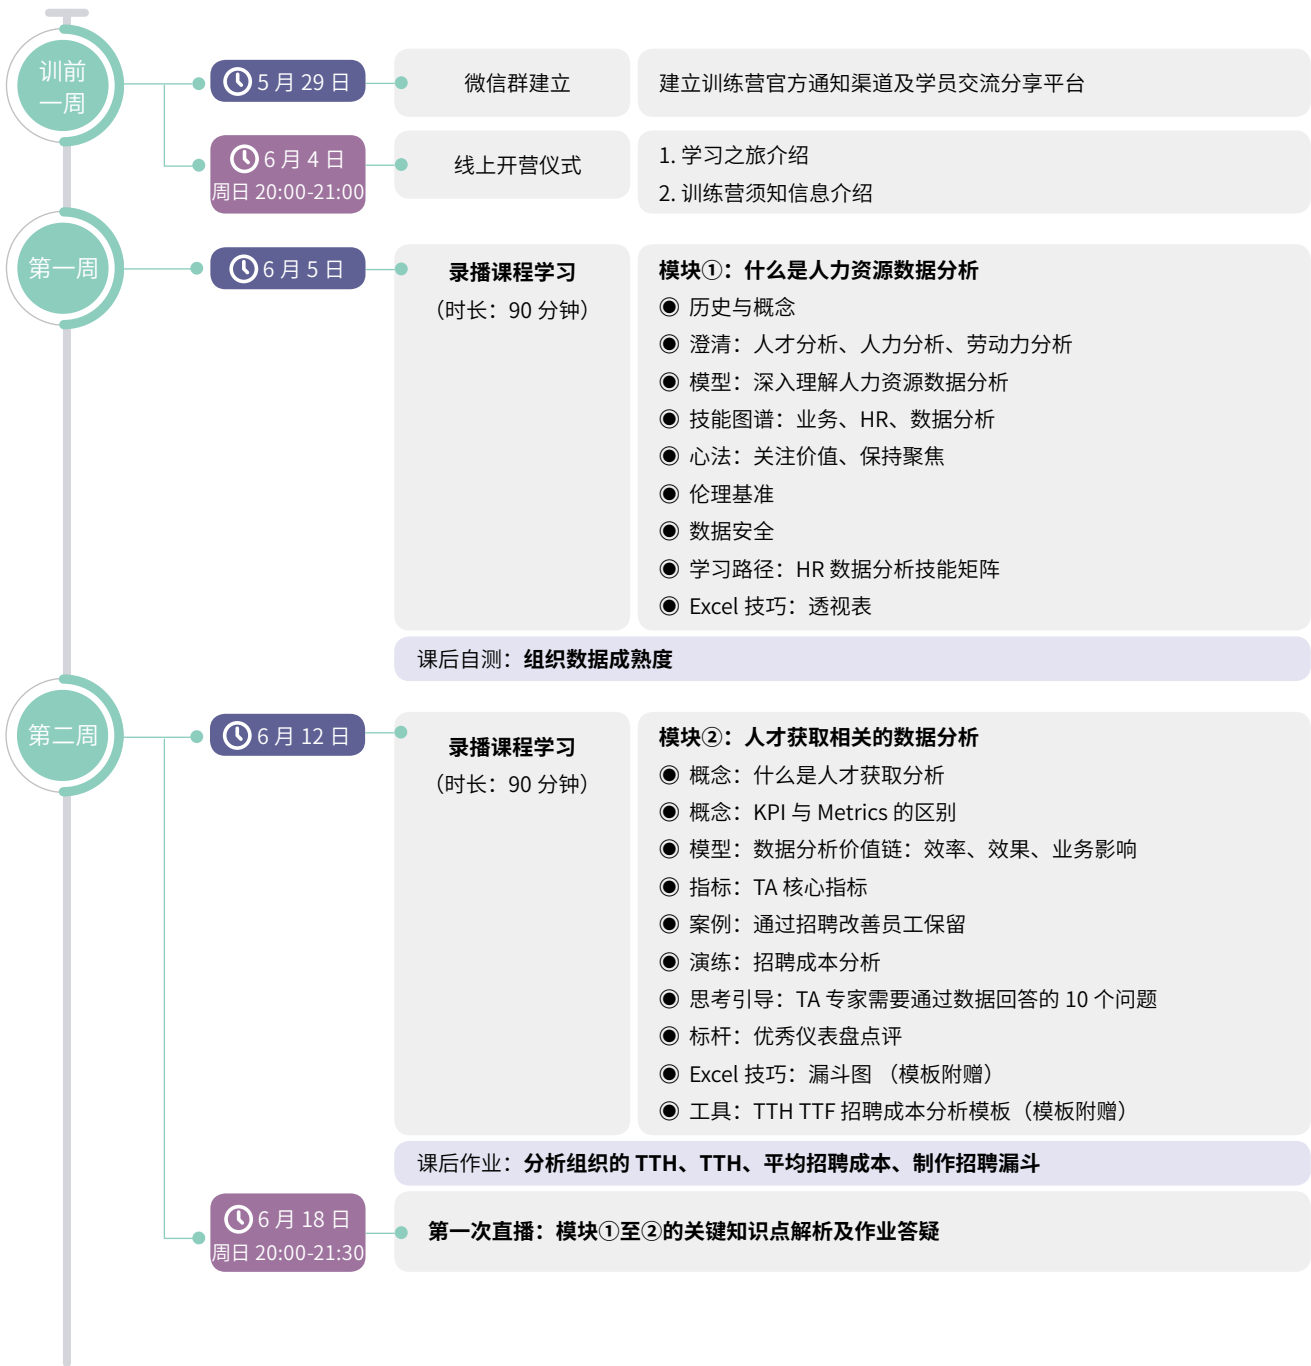 训前
一周
5 月 29 日
微信群建立
建立训练营官方通知渠道及学员交流分享平台
6 月 4 日
周日 20:00-21:00
线上开营仪式
1. 学习之旅介绍
2. 训练营须知信息介绍
第一周
6 月 5 日
录播课程学习
（时长：90 分钟）
模块①：什么是人力资源数据分析
◉ 历史与概念
◉ 澄清：人才分析、人力分析、劳动力分析
◉ 模型：深入理解人力资源数据分析
◉ 技能图谱：业务、HR、数据分析
◉ 心法：关注价值、保持聚焦
◉ 伦理基准
◉ 数据安全
◉ 学习路径：HR 数据分析技能矩阵
◉ Excel 技巧：透视表
课后自测：组织数据成熟度
第二周
6 月 12 日
录播课程学习
（时长：90 分钟）
模块②：人才获取相关的数据分析
◉ 概念：什么是人才获取分析
◉ 概念：KPI 与 Metrics 的区别
◉ 模型：数据分析价值链：效率、效果、业务影响
◉ 指标：TA 核心指标
◉ 案例：通过招聘改善员工保留
◉ 演练：招聘成本分析
◉ 思考引导：TA 专家需要通过数据回答的 10 个问题
◉ 标杆：优秀仪表盘点评
◉ Excel 技巧：漏斗图 （模板附赠）
◉ 工具：TTH TTF 招聘成本分析模板（模板附赠）
课后作业：分析组织的 TTH、TTH、平均招聘成本、制作招聘漏斗
6 月 18 日
周日 20:00-21:30
第一次直播：模块①至②的关键知识点解析及作业答疑